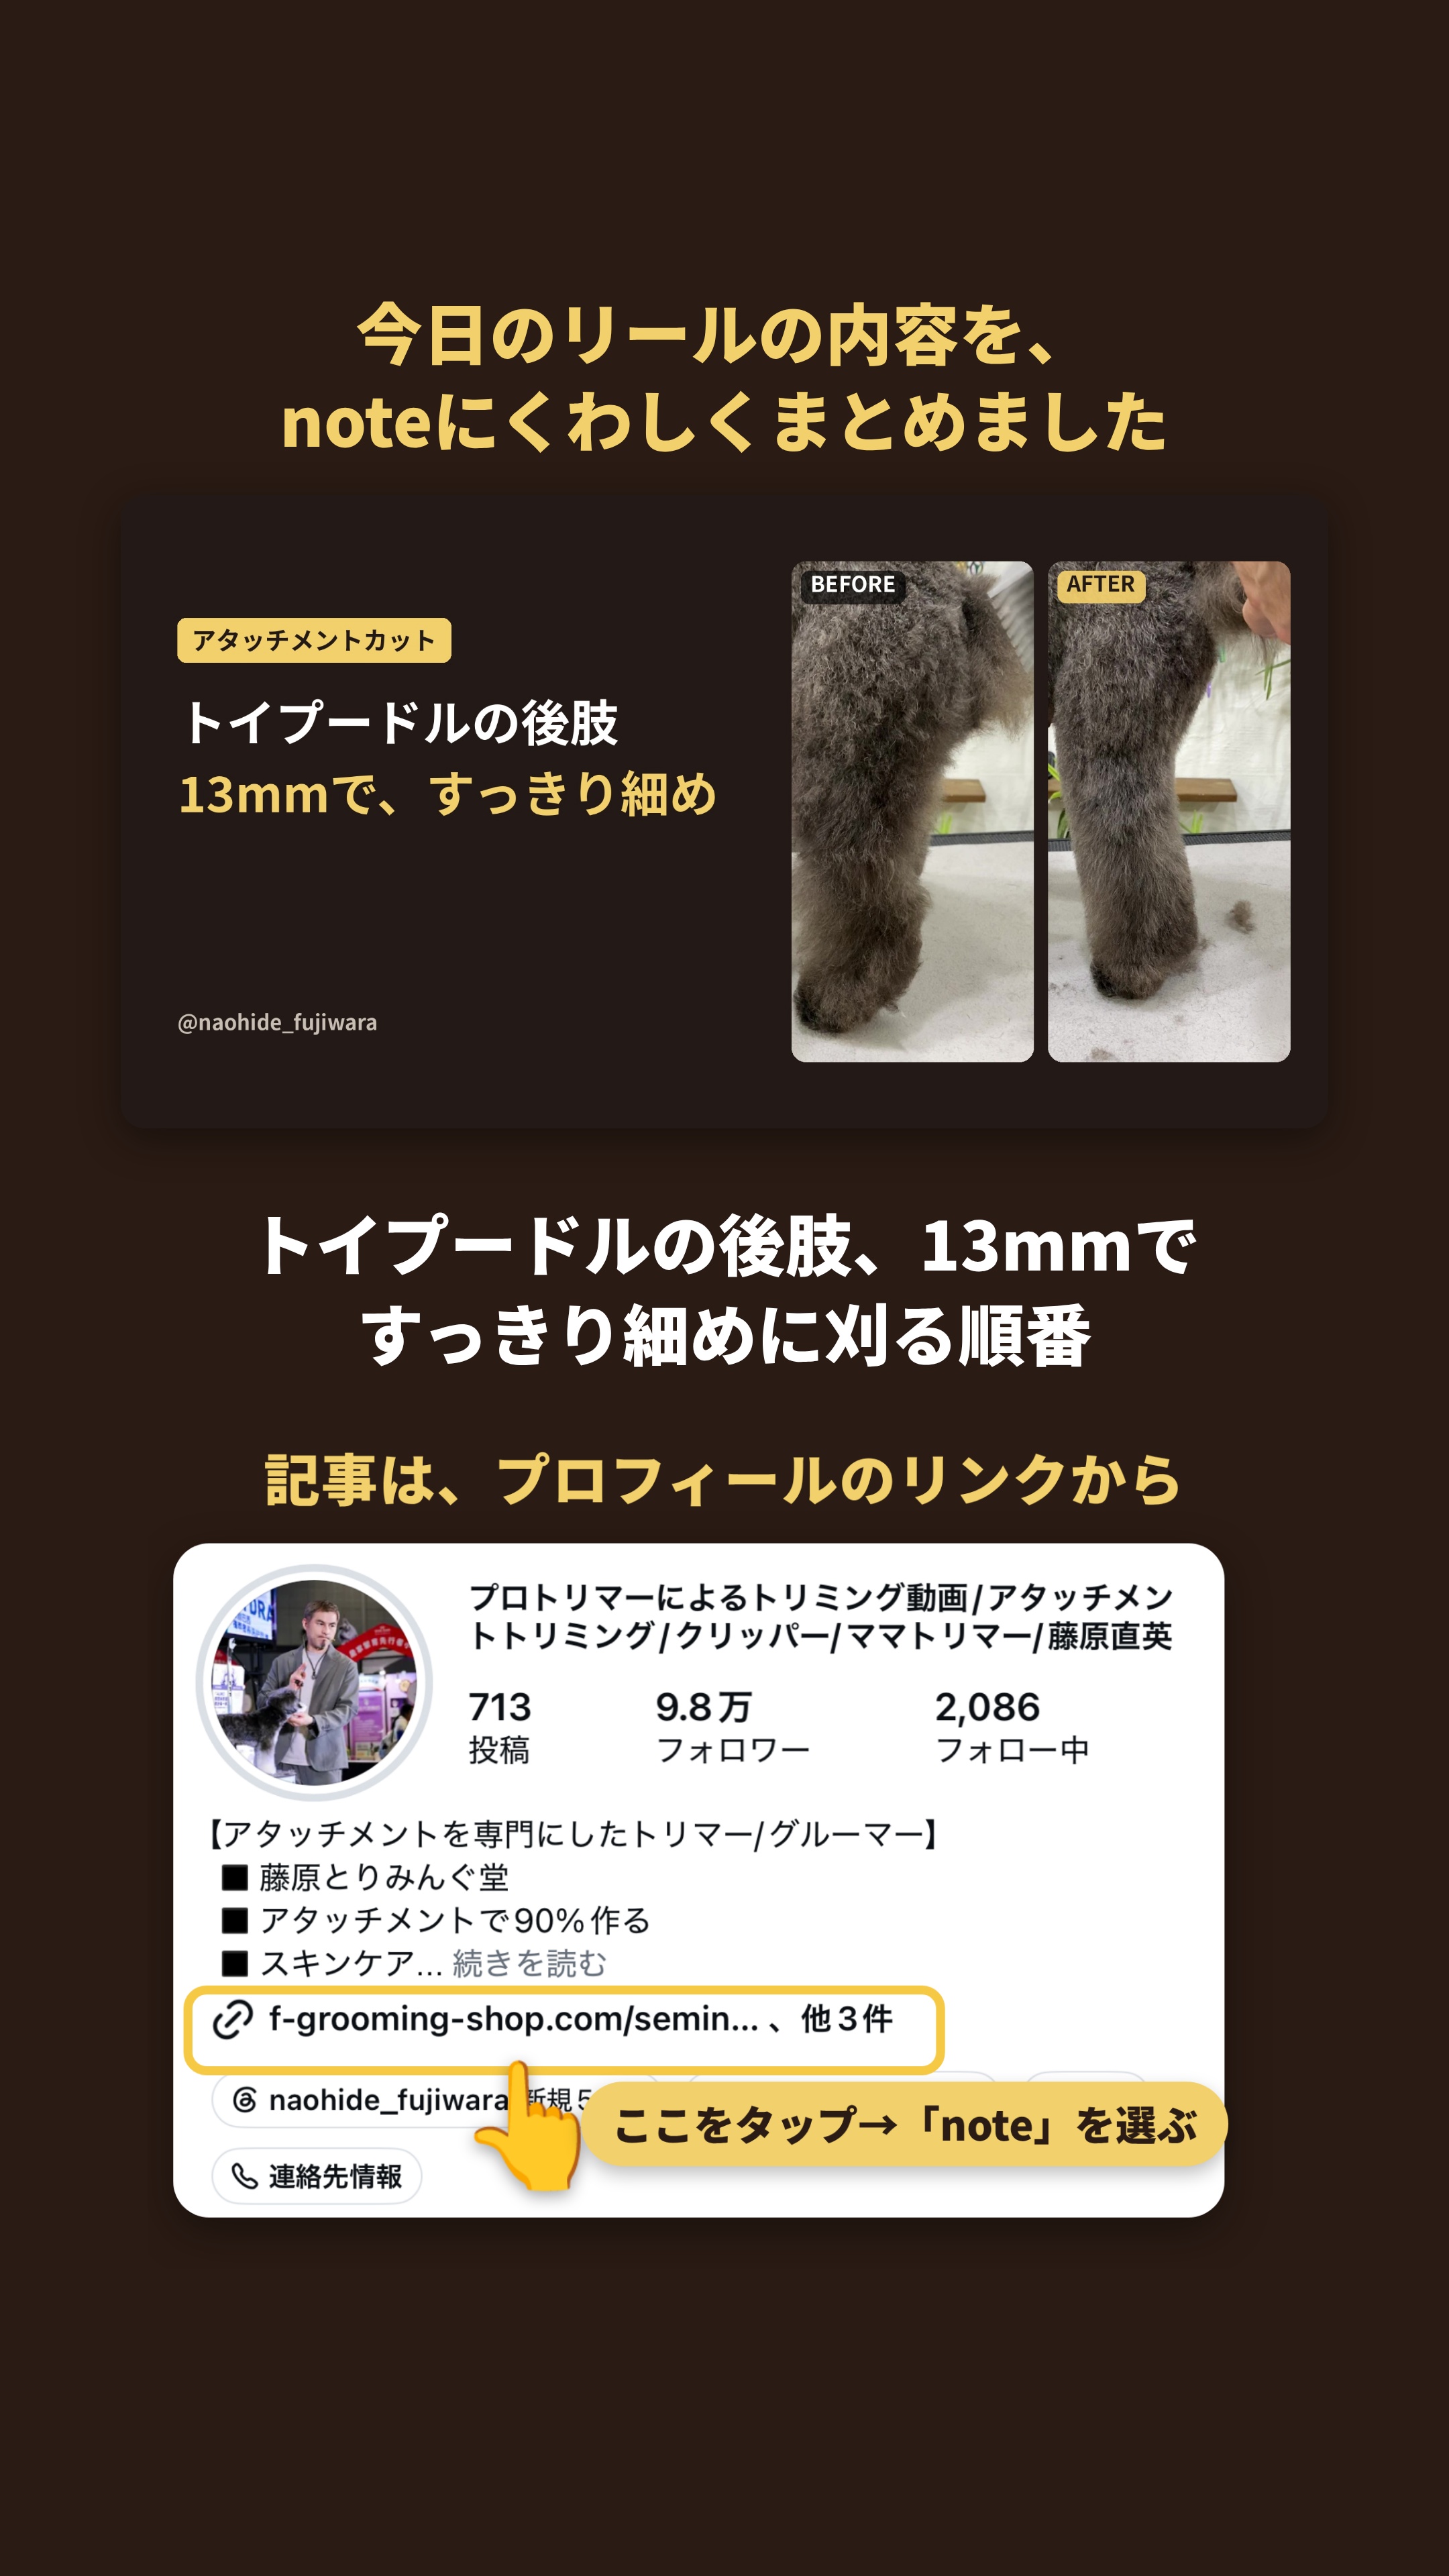 今日のリールの内容を、
noteにくわしくまとめました
アタッチメントカット
トイプードルの後肢
13mmで、すっきり細め
@naohide_fujiwara
BEFORE
AFTER
トイプードルの後肢、13mmで
すっきり細めに刈る順番
記事は、プロフィールのリンクから
プロトリマーによるトリミング動画/アタッチメン
トトリミング/クリッパー/ママトリマー/藤原直英
713
9.8万
2,086
投稿
フォロワー
フォロー中
【アタッチメントを専門にしたトリマー/グルーマー】
■ 藤原とりみんぐ堂
■ アタッチメントで90%作る
■ スキンケア... 続きを読む
f-grooming-shop.com/semin... 、他3件
naohide_fujiwara 新規5
ここをタップ→「note」を選ぶ
連絡先情報